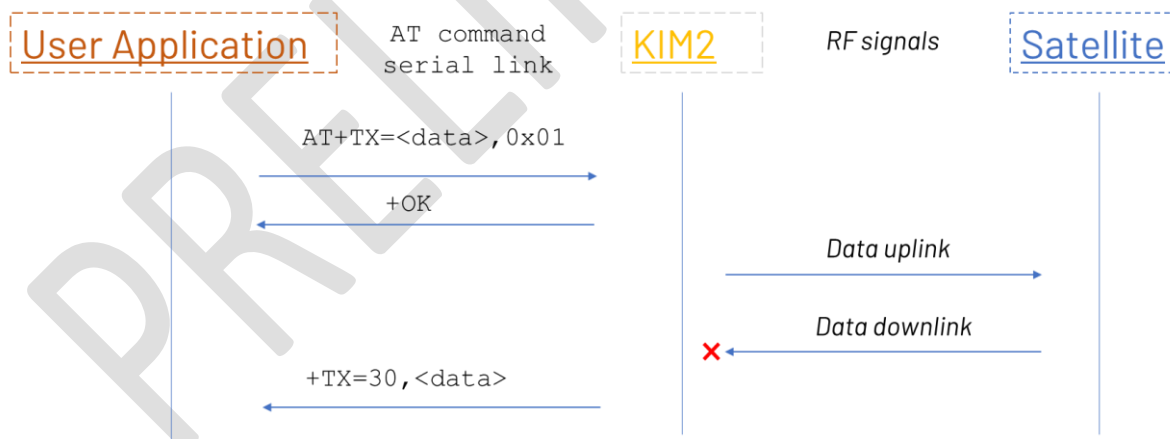 User Application
AT command
serial link
KIM2
RF signals
Satellite
AT+TX=<data>,0x01
+OK
Data uplink
Data downlink
+TX=30,<data>